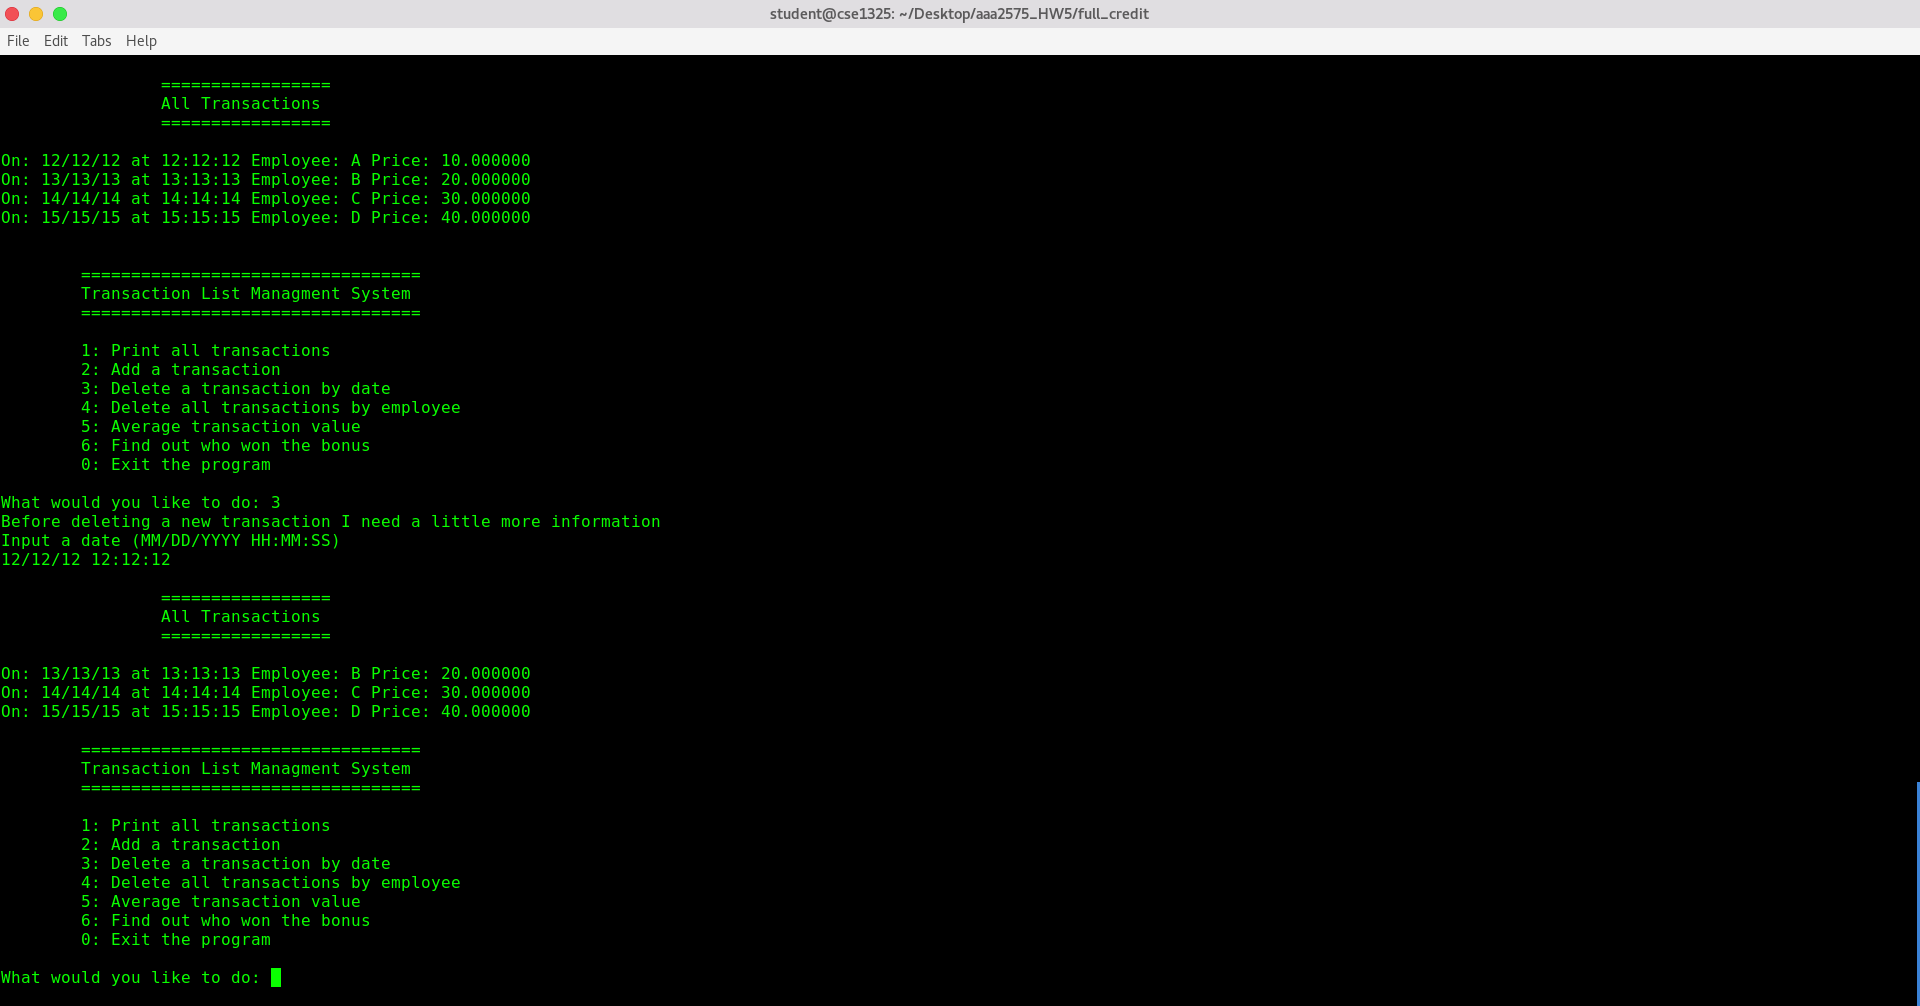 student@cse1325: ~/Desktop/aaa2575_HW5/full_credit
File Edit Tabs Help
=================
All Transactions
=================
On: 12/12/12 at 12:12:12 Employee: A Price: 10.000000
On: 13/13/13 at 13:13:13 Employee: B Price: 20.000000
On: 14/14/14 at 14:14:14 Employee: C Price: 30.000000
On: 15/15/15 at 15:15:15 Employee: D Price: 40.000000
==================================
Transaction List Managment System
==================================
1: Print all transactions
2: Add a transaction
3: Delete a transaction by date
4: Delete all transactions by employee
5: Average transaction value
6: Find out who won the bonus
0: Exit the program
What would you like to do: 3
Before deleting a new transaction I need a little more information
Input a date (MM/DD/YYYY HH:MM:SS)
12/12/12 12:12:12
=================
All Transactions
=================
On: 13/13/13 at 13:13:13 Employee: B Price: 20.000000
On: 14/14/14 at 14:14:14 Employee: C Price: 30.000000
On: 15/15/15 at 15:15:15 Employee: D Price: 40.000000
==================================
Transaction List Managment System
==================================
1: Print all transactions
2: Add a transaction
3: Delete a transaction by date
4: Delete all transactions by employee
5: Average transaction value
6: Find out who won the bonus
0: Exit the program
What would you like to do: